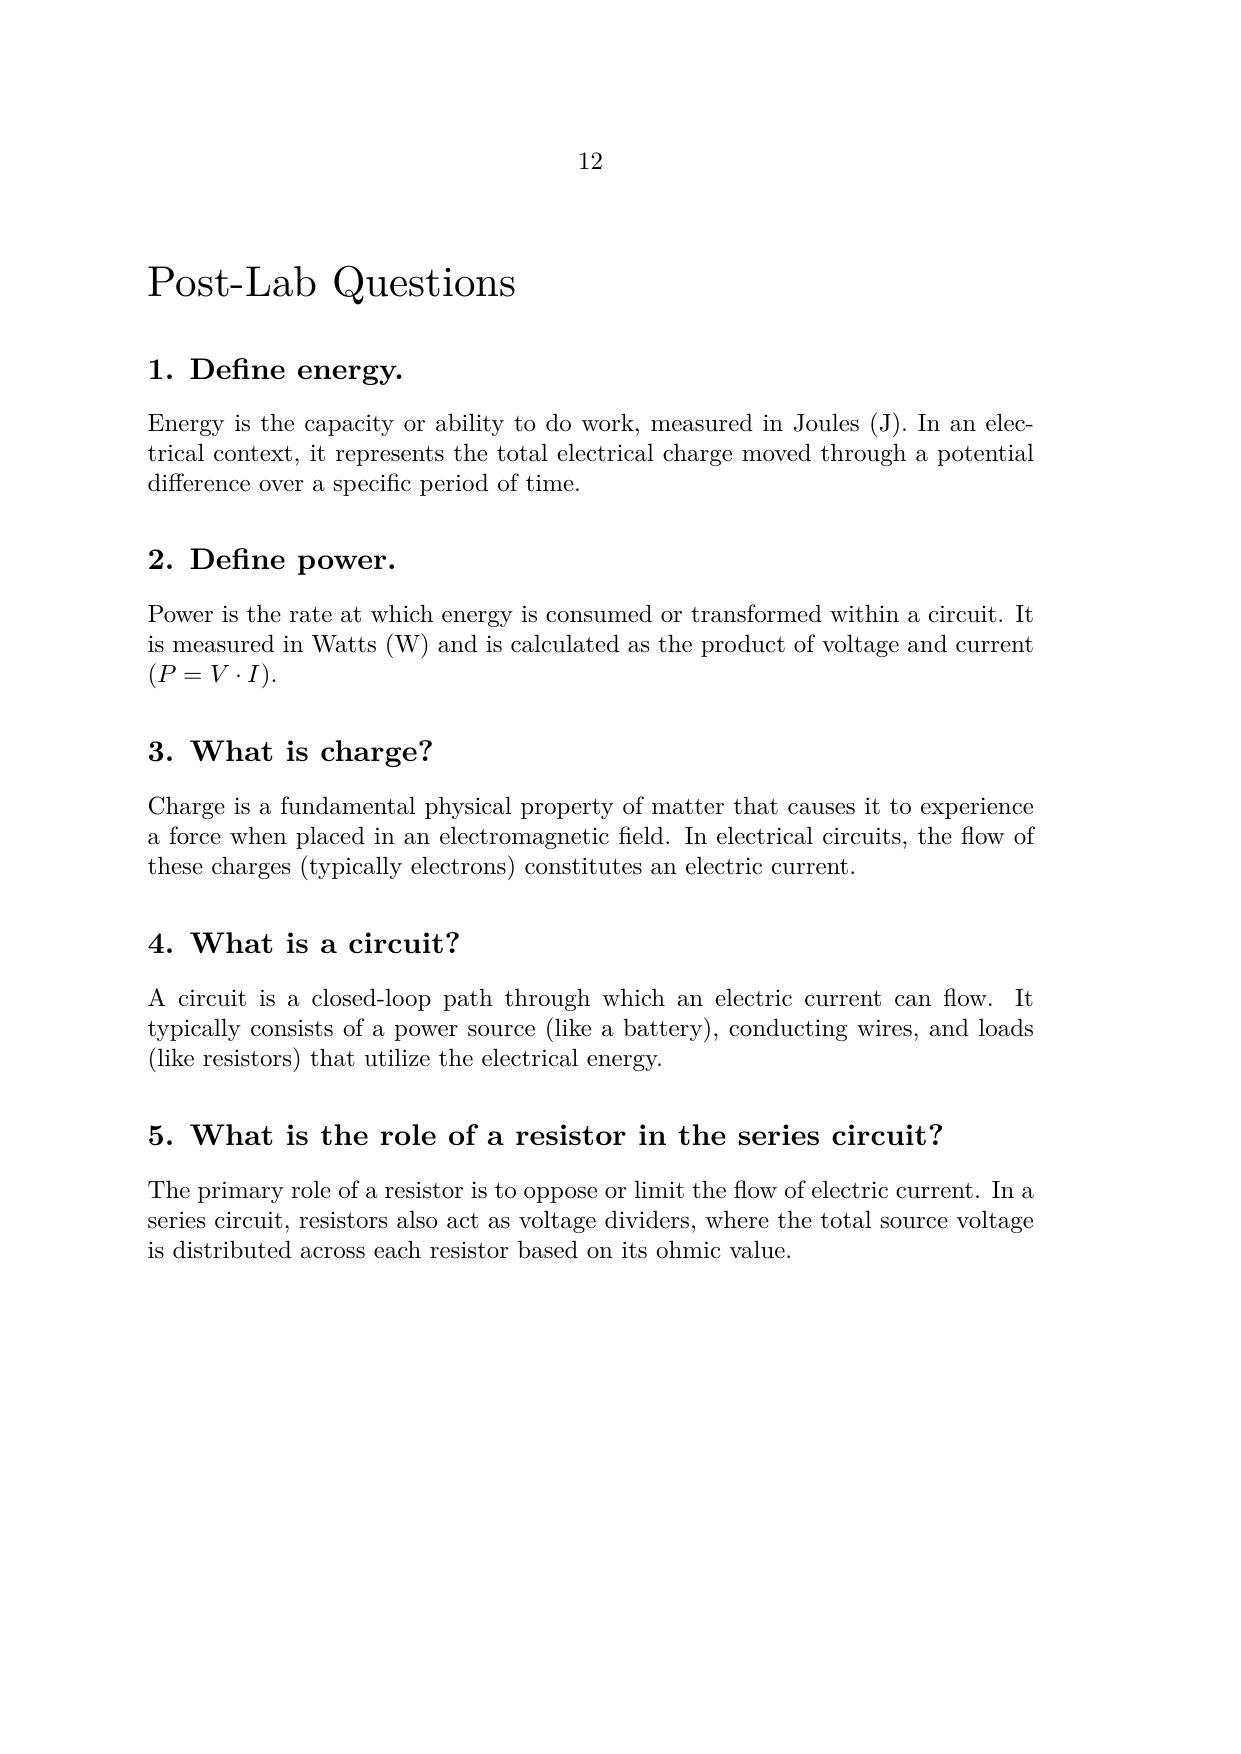 12
Post-Lab Questions
1. Define energy.
Energy is the capacity or ability to do work, measured in Joules (J). In an elec-
trical context, it represents the total electrical charge moved through a potential
difference over a specific period of time.
2. Define power.
Power is the rate at which energy is consumed or transformed within a circuit. It
is measured in Watts (W) and is calculated as the product of voltage and current
(P = V · I).
3. What is charge?
Charge is a fundamental physical property of matter that causes it to experience
a force when placed in an electromagnetic field. In electrical circuits, the flow of
these charges (typically electrons) constitutes an electric current.
4. What is a circuit?
A circuit is a closed-loop path through which an electric current can flow. It
typically consists of a power source (like a battery), conducting wires, and loads
(like resistors) that utilize the electrical energy.
5. What is the role of a resistor in the series circuit?
The primary role of a resistor is to oppose or limit the flow of electric current. In a
series circuit, resistors also act as voltage dividers, where the total source voltage
is distributed across each resistor based on its ohmic value.